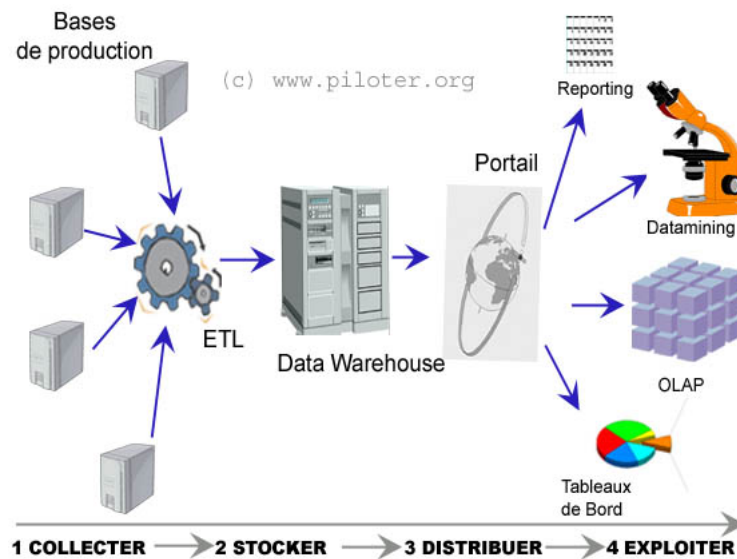 Bases
de production
(c) www.piloter.org
Reporting
Portail
Datamining
ETL
Data Warehouse
OLAP
Tableaux
de Bord
1 COLLECTER
2 STOCKER
3 DISTRIBUER
4 EXPLOITER